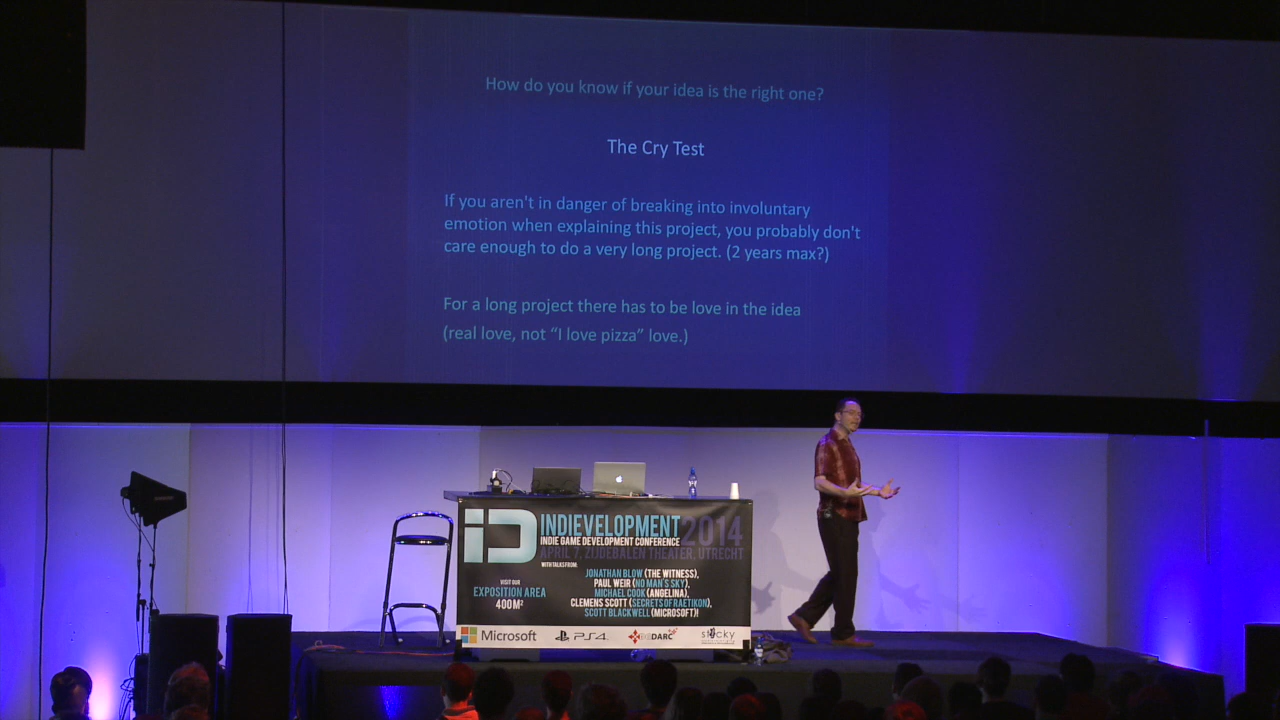 How do you know if your idea is the right one?
The Cry Test
If you aren't in danger of breaking into involuntary
emotion when explaining this project, you probably don't
care enough to do a very long project. (2 years max?)
For a long project there has to be love in the idea
(real love, not “I love pizza” love.)
iD INDIEVELOPMENT 2014
INDIE GAME DEVELOPMENT CONFERENCE
APRIL 7, ZIJDEBALEN THEATER, UTRECHT
WITH TALKS FROM:
JONATHAN BLOW (THE WITNESS),
PAUL WEIR (NO MAN'S SKY),
MICHAEL COOK (ANGELINA),
CLEMENS SCOTT (SECRETS OF RAETIKON),
SCOTT BLACKWELL (MICROSOFT)!
VISIT OUR
EXPOSITION AREA
400M²
Microsoft PS4